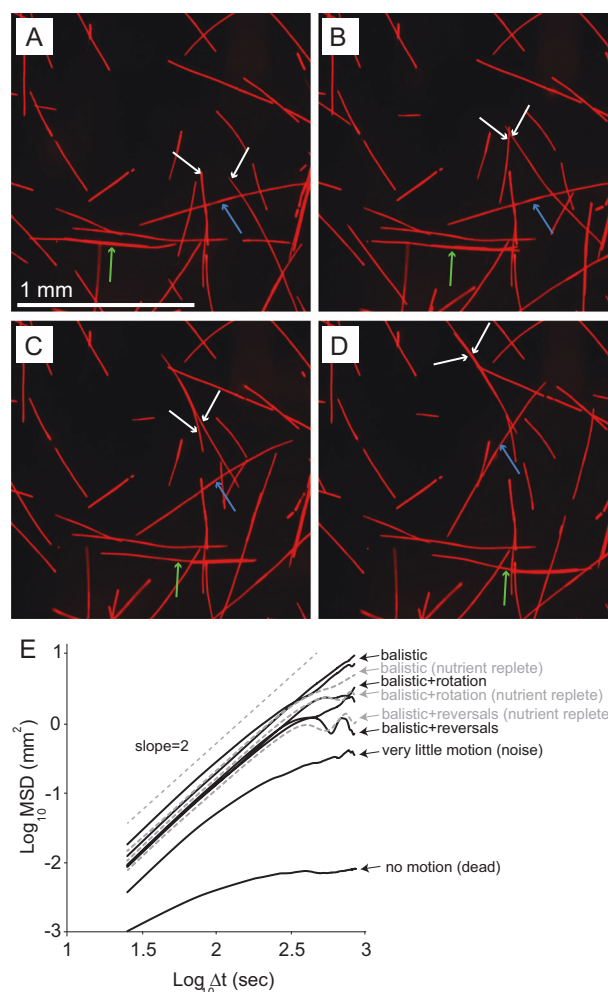 A
B
1 mm
C
D
E
Log10 MSD (mm2)
1
0
-1
-2
-3
slope=2
balistic
balistic (nutrient replete)
balistic+rotation
balistic+rotation (nutrient replete)
balistic+reversals (nutrient replete
balistic+reversals
very little motion (noise)
no motion (dead)
1
1.5
2
2.5
3
Log10 Δt (sec)